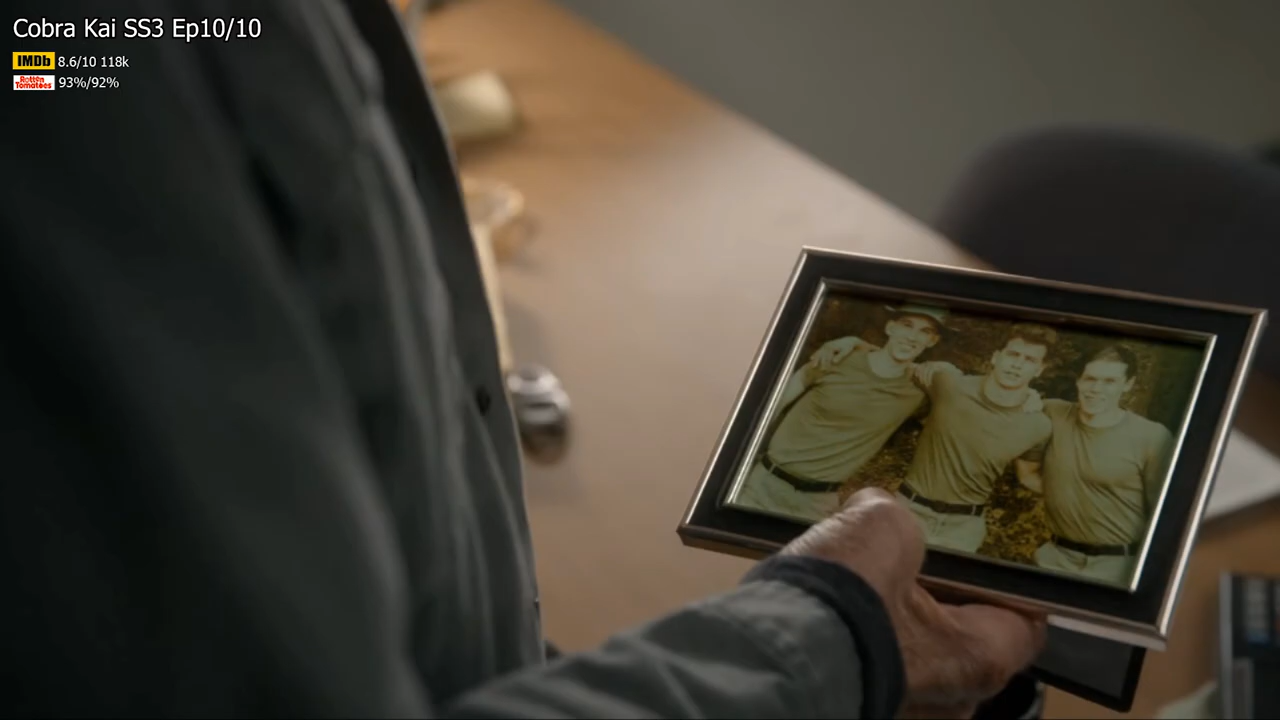 Cobra Kai SS3 Ep10/10
IMDb 8.6/10 118k
Rotten Tomatoes 93%/92%